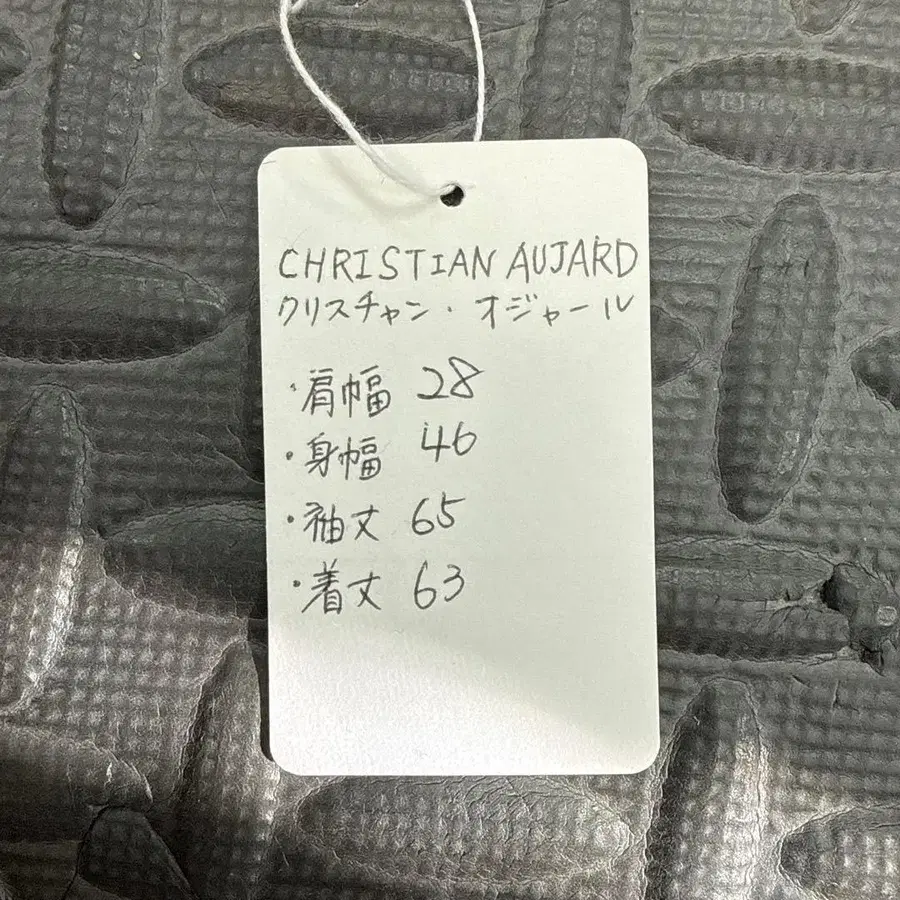 CHRISTIAN AUJARD
クリスチャン・オジャール
・肩幅 28
・身幅 46
・袖丈 65
・着丈 63